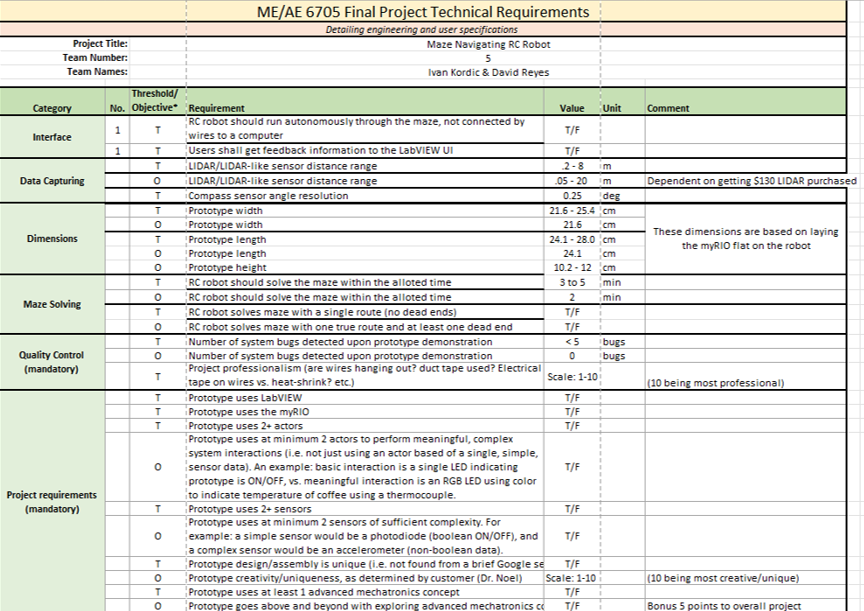 ME/AE 6705 Final Project Technical Requirements
Detailing engineering and user specifications
Project Title: Maze Navigating RC Robot
Team Number: 5
Team Names: Ivan Kordic & David Reyes
Category No. Threshold/ Objective* Requirement Value Unit Comment
Interface
1 T RC robot should run autonomously through the maze, not connected by
wires to a computer T/F
1 T Users shall get feedback information to the LabVIEW UI T/F
Data Capturing
T LIDAR/LIDAR-like sensor distance range .2 - 8 m
O LIDAR/LIDAR-like sensor distance range .05 - 20 m Dependent on getting $130 LIDAR purchased
T Compass sensor angle resolution 0.25 deg
Dimensions
T Prototype width 21.6 - 25.4 cm
O Prototype width 21.6 cm
T Prototype length 24.1 - 28.0 cm
O Prototype length 24.1 cm
O Prototype height 10.2 - 12 cm
These dimensions are based on laying
the myRIO flat on the robot
Maze Solving
T RC robot should solve the maze within the alloted time 3 to 5 min
O RC robot should solve the maze within the alloted time 2 min
T RC robot solves maze with a single route (no dead ends) T/F
O RC robot solves maze with one true route and at least one dead end T/F
Quality Control
(mandatory)
T Number of system bugs detected upon prototype demonstration < 5 bugs
O Number of system bugs detected upon prototype demonstration 0 bugs
T Project professionalism (are wires hanging out? duct tape used? Electrical
tape on wires vs. heat-shrink? etc.) Scale: 1-10 (10 being most professional)
Project requirements
(mandatory)
T Prototype uses LabVIEW T/F
T Prototype uses the myRIO T/F
T Prototype uses 2+ actors T/F
O Prototype uses at minimum 2 actors to perform meaningful, complex
system interactions (i.e. not just using an actor based of a single, simple,
sensor data). An example: basic interaction is a single LED indicating
prototype is ON/OFF, vs. meaningful interaction is an RGB LED using color
to indicate temperature of coffee using a thermocouple. T/F
T Prototype uses 2+ sensors T/F
O Prototype uses at minimum 2 sensors of sufficient complexity. For
example: a simple sensor would be a photodiode (boolean ON/OFF), and
a complex sensor would be an accelerometer (non-boolean data). T/F
T Prototype design/assembly is unique (i.e. not found from a brief Google se T/F
O Prototype creativity/uniqueness, as determined by customer (Dr. Noel) Scale: 1-10 (10 being most creative/unique)
T Prototype uses at least 1 advanced mechatronics concept T/F
O Prototype goes above and beyond with exploring advanced mechatronics co T/F Bonus 5 points to overall project